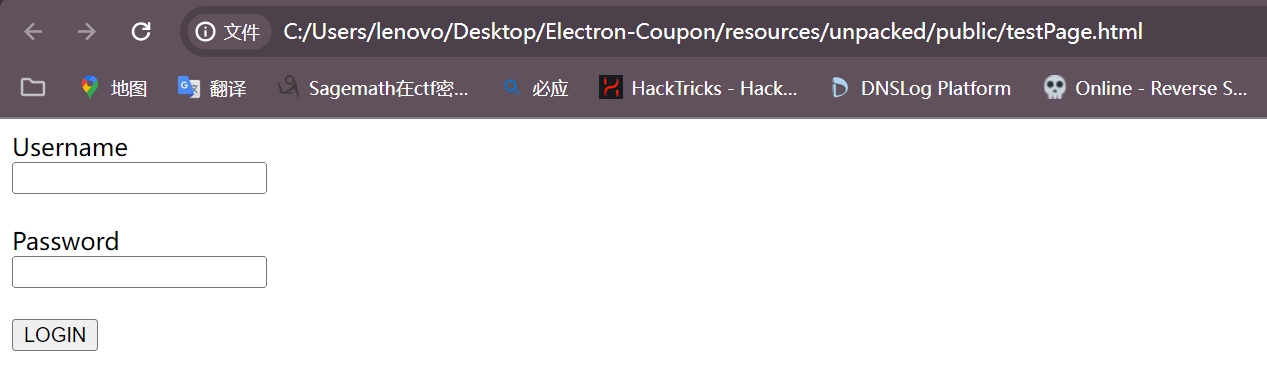 文件 C:/Users/lenovo/Desktop/Electron-Coupon/resources/unpacked/public/testPage.html
地图 翻译 Sagemath在ctf密... 必应 HackTricks - Hack... DNSLog Platform Online - Reverse S...
Username
Password
LOGIN